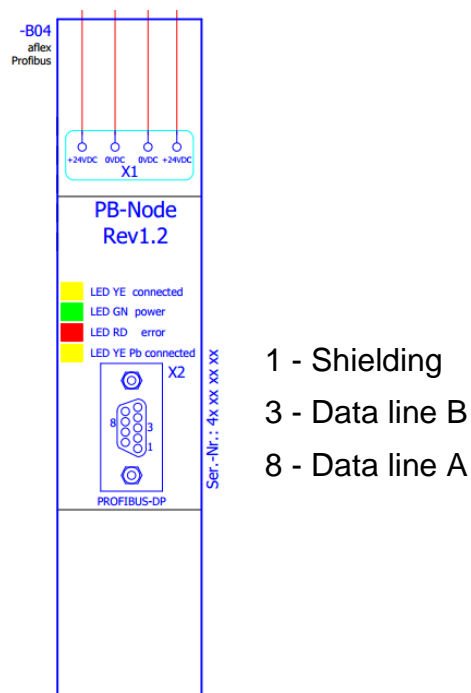 -B04
aflex
Profibus
+24VDC 0VDC 0VDC +24VDC
X1
PB-Node
Rev1.2
LED YE connected
LED GN power
LED RD error
LED YE Pb connected
X2
8
3
1
PROFIBUS-DP
Ser.-Nr.: 4x xx xx xx
1 - Shielding
3 - Data line B
8 - Data line A